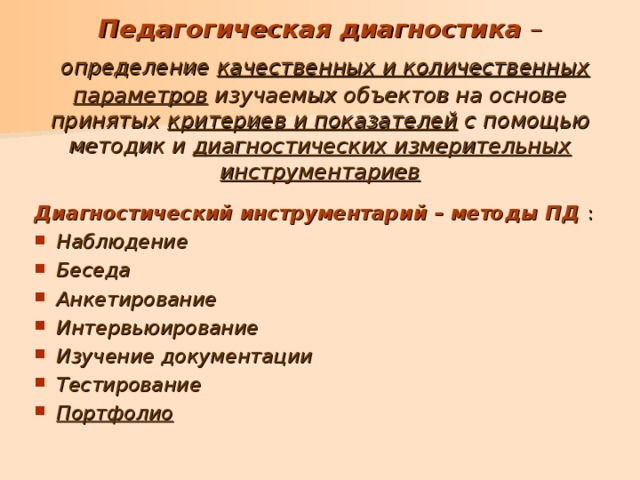 Педагогическая диагностика –
определение качественных и количественных
параметров изучаемых объектов на основе
принятых критериев и показателей с помощью
методик и диагностических измерительных
инструментариев
Диагностический инструментарий – методы ПД :
Наблюдение
Беседа
Анкетирование
Интервьюирование
Изучение документации
Тестирование
Портфолио